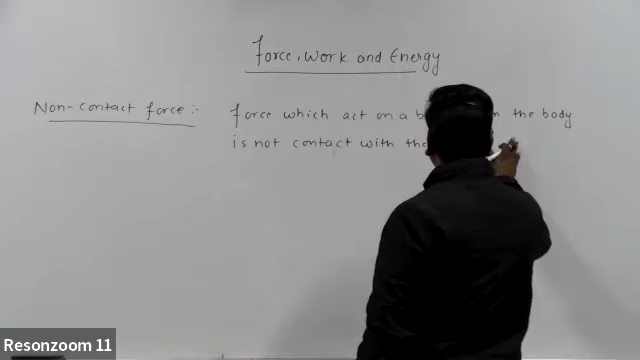 Force, Work and Energy
Non-Contact force :-
Force which act on a the body
is not contact with the
Resonzoom 11